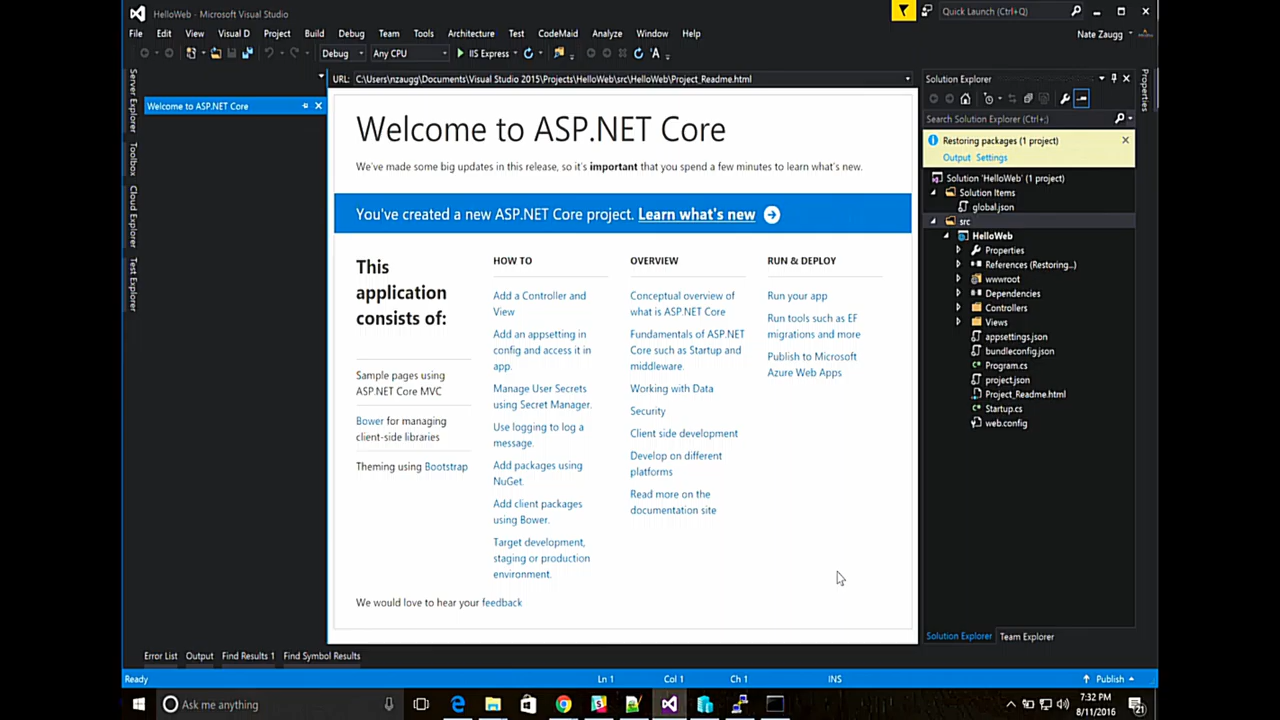 HelloWeb - Microsoft Visual Studio
Quick Launch (Ctrl+Q)
File Edit View Visual D Project Build Debug Team Tools Architecture Test CodeMaid Analyze Window Help
Nate Zaugg
Debug Any CPU IIS Express
Server Explorer
Toolbox
Cloud Explorer
Test Explorer
Welcome to ASP.NET Core
URL: C:\Users\nzaugg\Documents\Visual Studio 2015\Projects\HelloWeb\src\HelloWeb\Project_Readme.html
Welcome to ASP.NET Core
We've made some big updates in this release, so it's important that you spend a few minutes to learn what's new.
You've created a new ASP.NET Core project. Learn what's new
This
application
consists of:
Sample pages using
ASP.NET Core MVC
Bower for managing
client-side libraries
Theming using Bootstrap
HOW TO
Add a Controller and
View
Add an appsetting in
config and access it in
app.
Manage User Secrets
using Secret Manager.
Use logging to log a
message.
Add packages using
NuGet.
Add client packages
using Bower.
Target development,
staging or production
environment.
OVERVIEW
Conceptual overview of
what is ASP.NET Core
Fundamentals of ASP.NET
Core such as Startup and
middleware.
Working with Data
Security
Client side development
Develop on different
platforms
Read more on the
documentation site
RUN & DEPLOY
Run your app
Run tools such as EF
migrations and more
Publish to Microsoft
Azure Web Apps
We would love to hear your feedback
Solution Explorer
Search Solution Explorer (Ctrl+;)
Restoring packages (1 project)
Output Settings
Solution 'HelloWeb' (1 project)
Solution Items
global.json
src
HelloWeb
Properties
References (Restoring...)
wwwroot
Dependencies
Controllers
Views
appsettings.json
bundleconfig.json
Program.cs
project.json
Project_Readme.html
Startup.cs
web.config
Solution Explorer Team Explorer
Properties
Error List Output Find Results 1 Find Symbol Results
Ready Ln 1 Col 1 Ch 1 INS Publish
Ask me anything
7:32 PM
8/11/2016